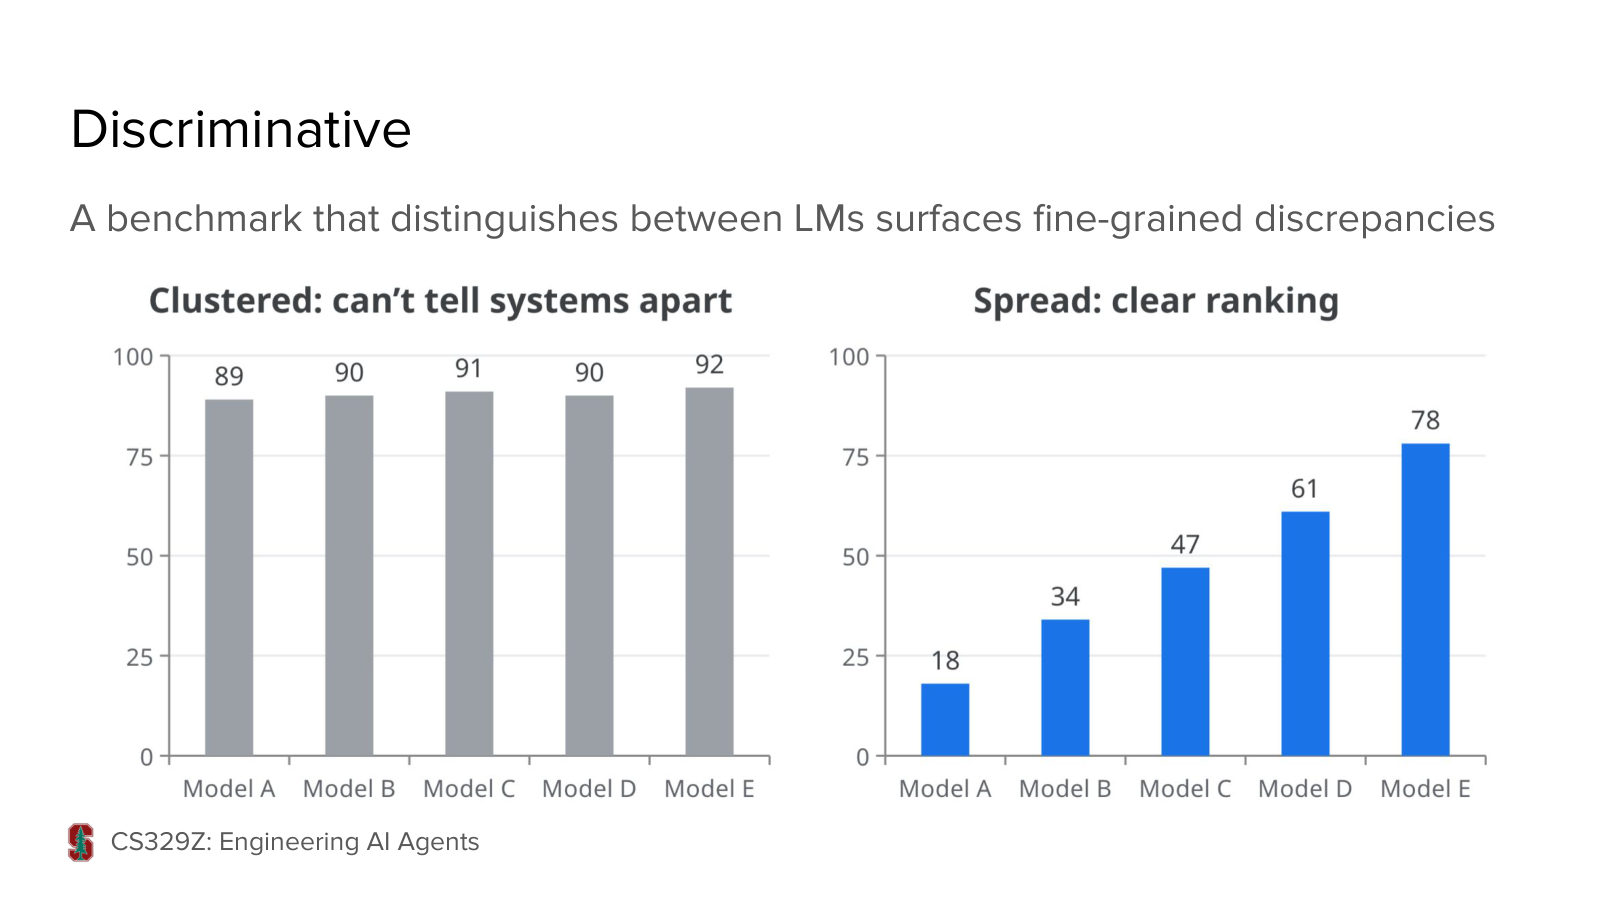 Discriminative
A benchmark that distinguishes between LMs surfaces fine-grained discrepancies
Clustered: can’t tell systems apart
100
75
50
25
0
89
90
91
90
92
Model A
Model B
Model C
Model D
Model E
Spread: clear ranking
100
75
50
25
0
18
34
47
61
78
Model A
Model B
Model C
Model D
Model E
S
CS329Z: Engineering AI Agents